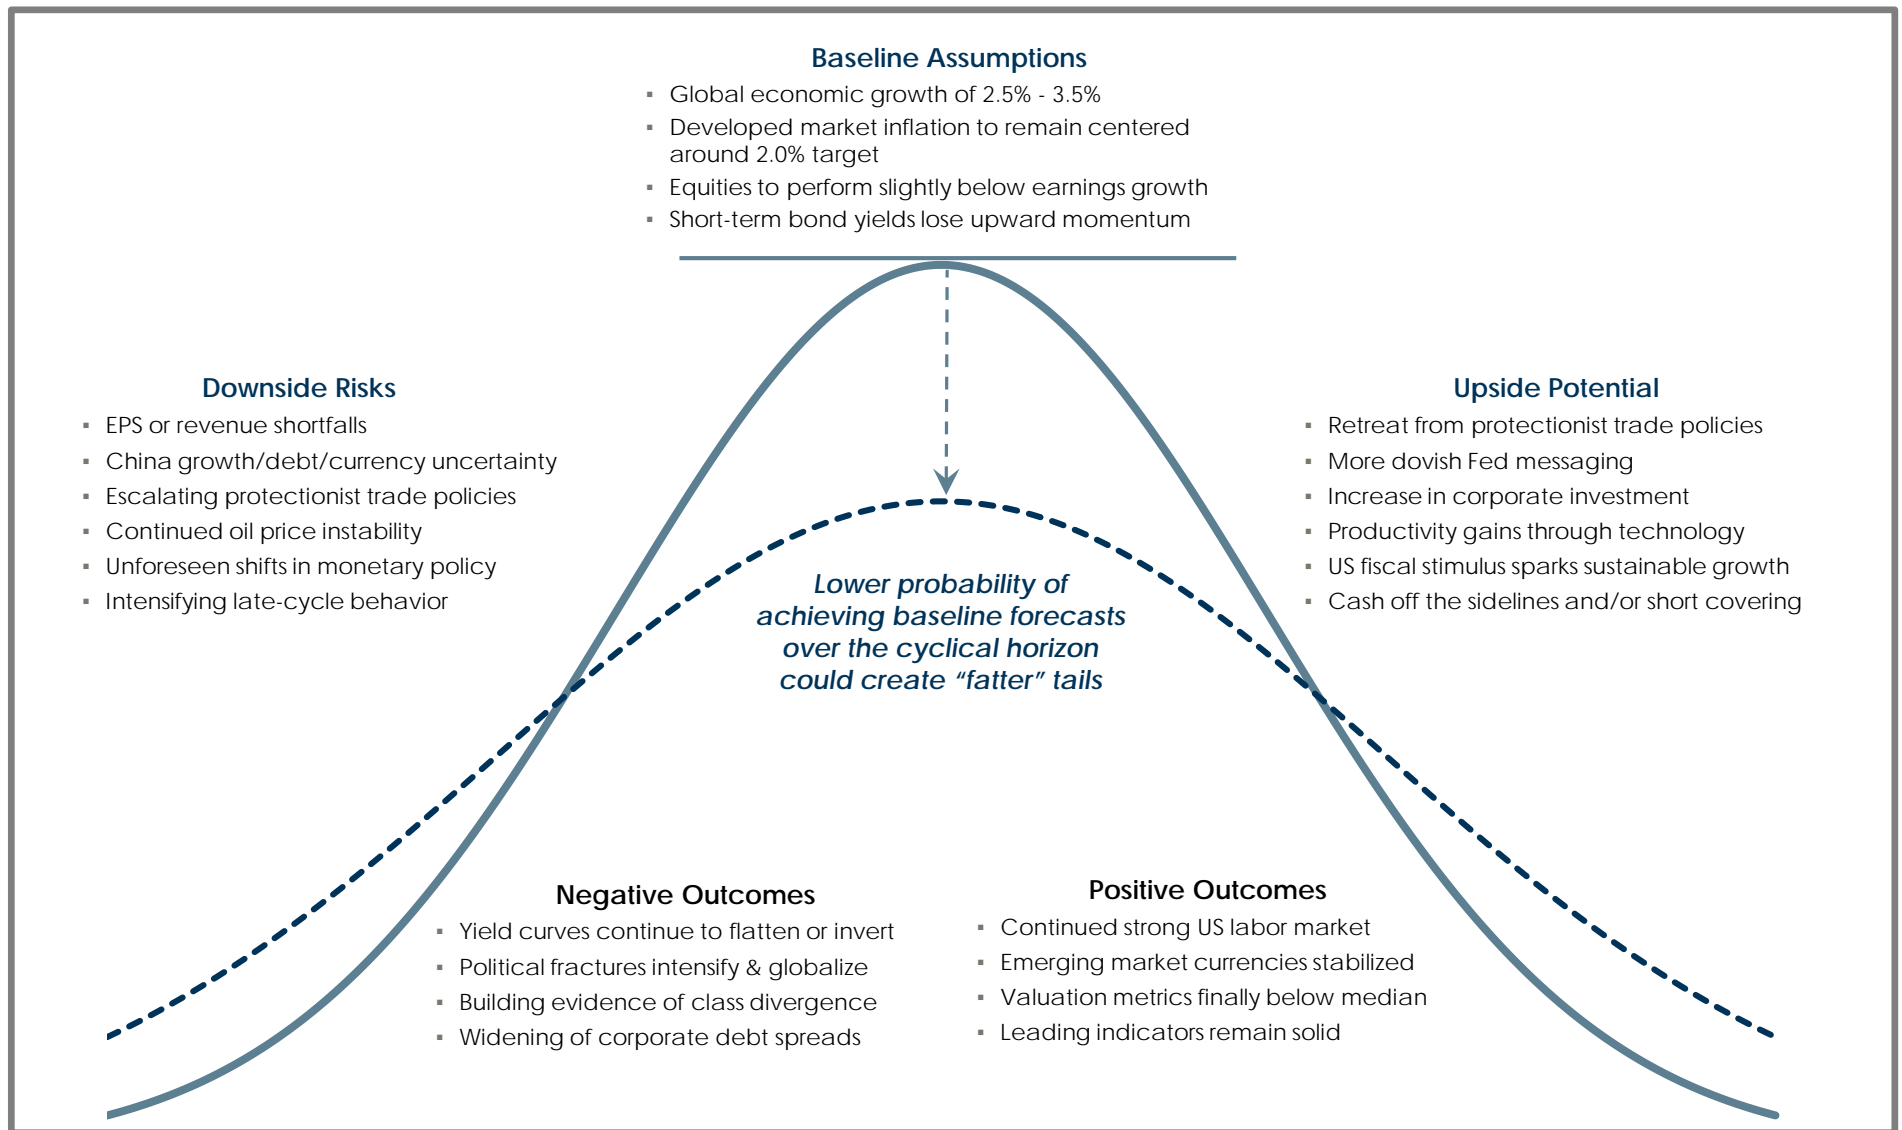 Baseline Assumptions
▪ Global economic growth of 2.5% - 3.5%
▪ Developed market inflation to remain centered
around 2.0% target
▪ Equities to perform slightly below earnings growth
▪ Short-term bond yields lose upward momentum
Downside Risks
▪ EPS or revenue shortfalls
▪ China growth/debt/currency uncertainty
▪ Escalating protectionist trade policies
▪ Continued oil price instability
▪ Unforeseen shifts in monetary policy
▪ Intensifying late-cycle behavior
Upside Potential
▪ Retreat from protectionist trade policies
▪ More dovish Fed messaging
▪ Increase in corporate investment
▪ Productivity gains through technology
▪ US fiscal stimulus sparks sustainable growth
▪ Cash off the sidelines and/or short covering
Lower probability of
achieving baseline forecasts
over the cyclical horizon
could create “fatter” tails
Negative Outcomes
▪ Yield curves continue to flatten or invert
▪ Political fractures intensify & globalize
▪ Building evidence of class divergence
▪ Widening of corporate debt spreads
Positive Outcomes
▪ Continued strong US labor market
▪ Emerging market currencies stabilized
▪ Valuation metrics finally below median
▪ Leading indicators remain solid